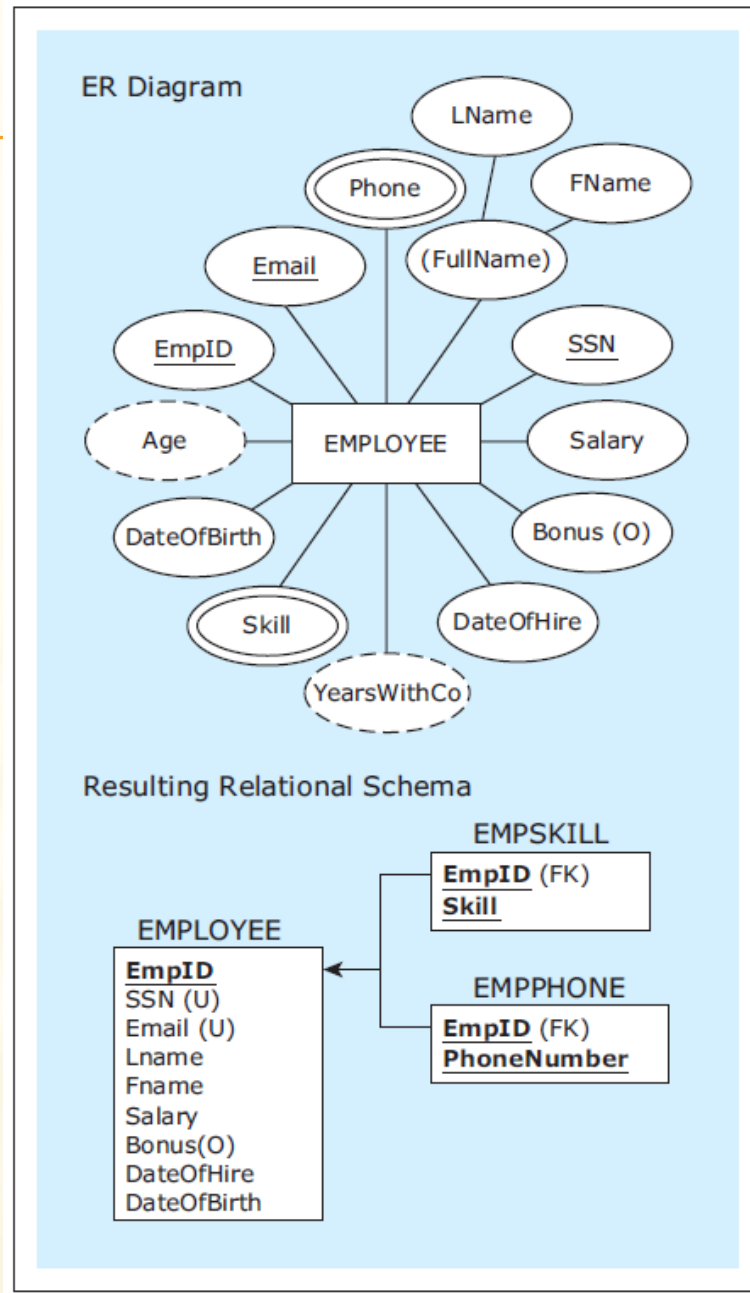 ER Diagram
LName
Phone
FName
(FullName)
Email
EmpID
SSN
Age
EMPLOYEE
Salary
DateOfBirth
Bonus (O)
Skill
DateOfHire
YearsWithCo
Resulting Relational Schema
EMPSKILL
EmpID (FK)
Skill
EMPLOYEE
EmpID
SSN (U)
Email (U)
Lname
Fname
Salary
Bonus(O)
DateOfHire
DateOfBirth
EMPPHONE
EmpID (FK)
PhoneNumber